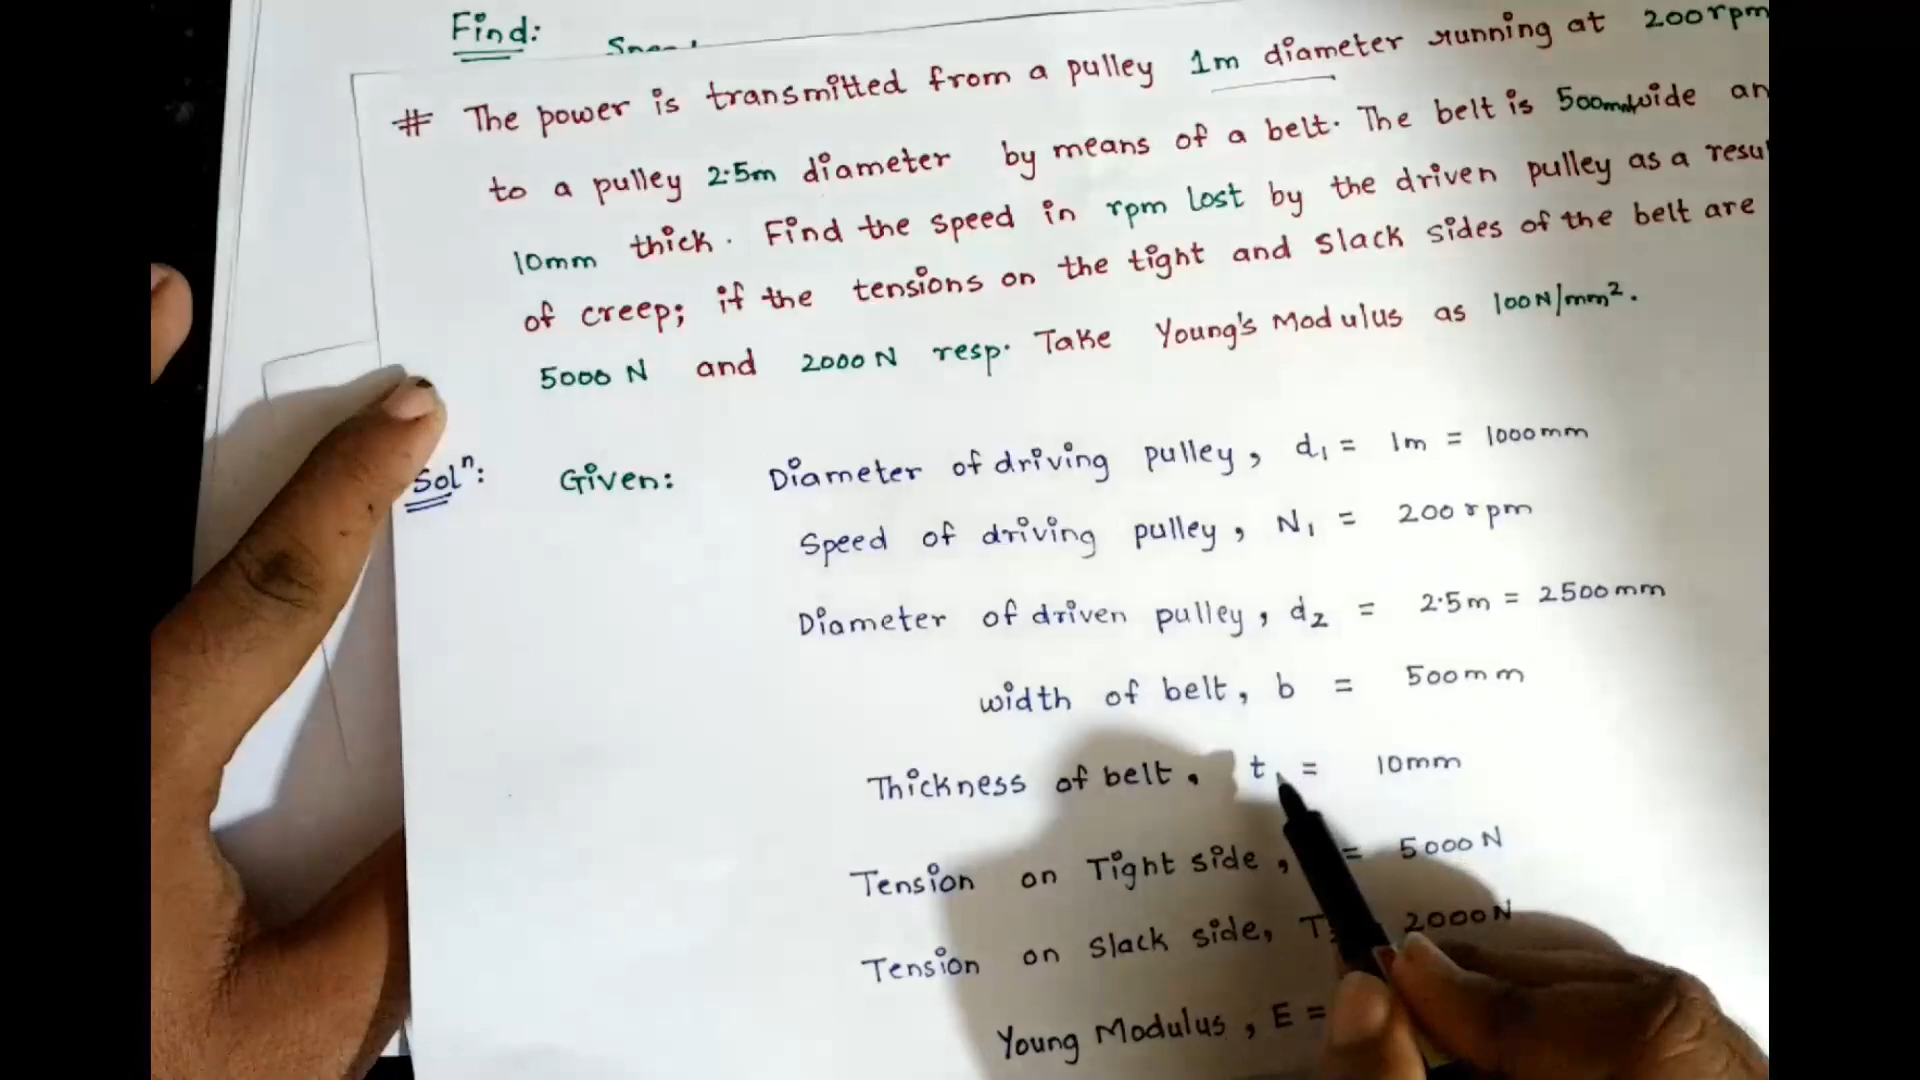 Find:
# The power is transmitted from a pulley 1m diameter running at 200rpm
to a pulley 2.5m diameter by means of a belt. The belt is 500mm wide an
10mm thick. Find the speed in rpm lost by the driven pulley as a resu
of creep; if the tensions on the tight and slack sides of the belt are
5000 N and 2000 N resp. Take Young's Modulus as 100N/mm².
Solⁿ: Given: Diameter of driving pulley, d₁ = 1m = 1000mm
Speed of driving pulley, N₁ = 200 rpm
Diameter of driven pulley, d₂ = 2.5m = 2500mm
width of belt, b = 500mm
Thickness of belt, t = 10mm
Tension on Tight side, = 5000N
Tension on slack side, T 2000N
Young Modulus, E =